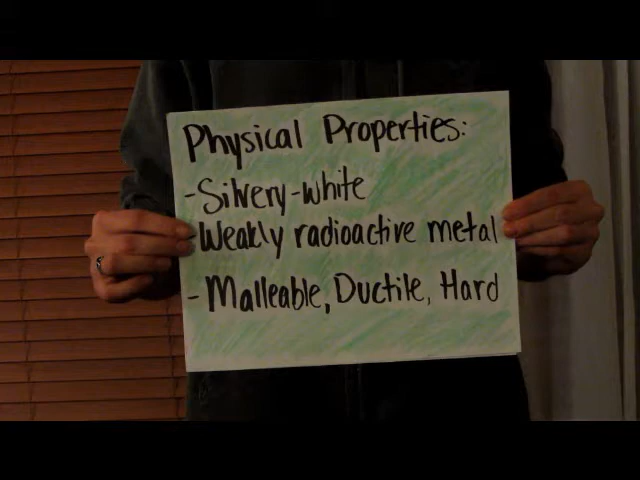 Physical Properties:
-Silvery-white
-Weakly radioactive metal
-Malleable, Ductile, Hard